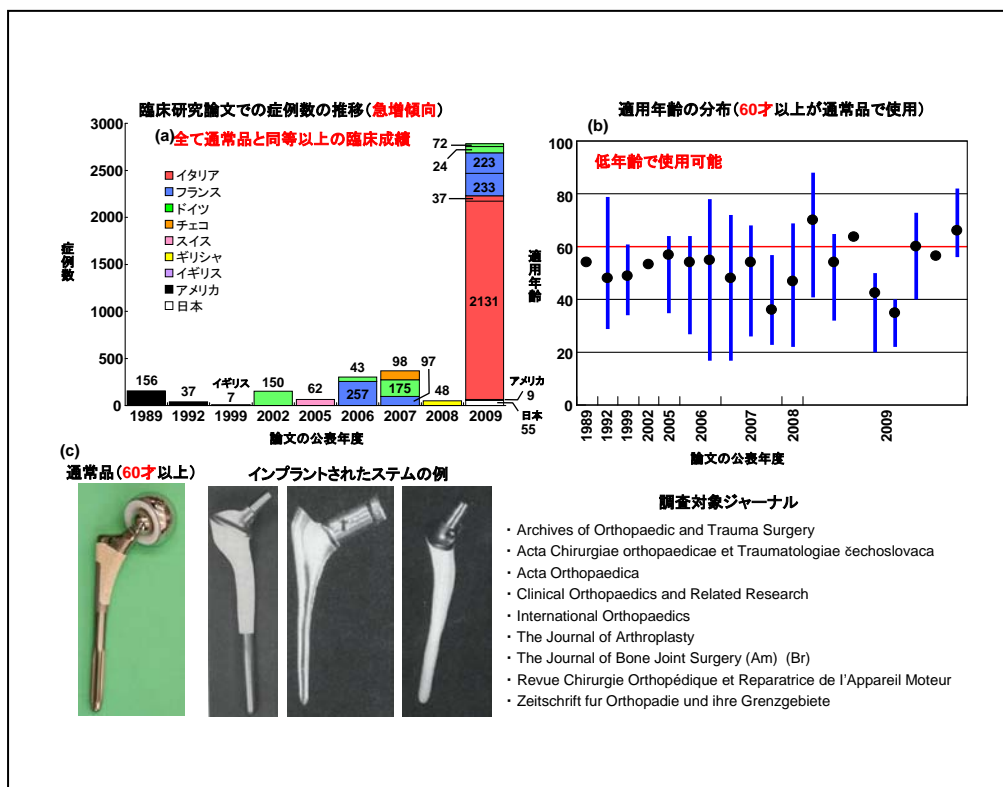 臨床研究論文での症例数の推移(急増傾向)
(a)全て通常品と同等以上の臨床成績
症例数
3000
2500
2000
1500
1000
500
0
イタリア
フランス
ドイツ
チェコ
スイス
ギリシャ
イギリス
アメリカ
日本
156
37
イギリス
7
150
62
43
257
98
175
97
48
72
24
223
233
37
2131
アメリカ
9
日本
55
1989 1992 1999 2002 2005 2006 2007 2008 2009
論文の公表年度
適用年齢の分布(60才以上が通常品で使用)
(b)
低年齢で使用可能
適用年齢
100
80
60
40
20
0
1989
1992
1999
2002
2005
2006
2007
2008
2009
論文の公表年度
(c)
通常品(60才以上)
インプラントされたステムの例
調査対象ジャーナル
・Archives of Orthopaedic and Trauma Surgery
・Acta Chirurgiae orthopaedicae et Traumatologiae čechoslovaca
・Acta Orthopaedica
・Clinical Orthopaedics and Related Research
・International Orthopaedics
・The Journal of Arthroplasty
・The Journal of Bone Joint Surgery (Am) (Br)
・Revue Chirurgie Orthopédique et Reparatrice de l'Appareil Moteur
・Zeitschrift fur Orthopadie und ihre Grenzgebiete